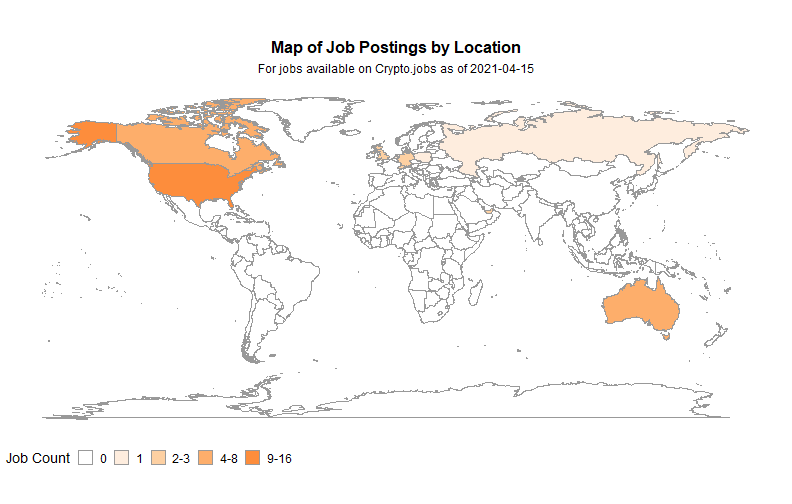 Map of Job Postings by Location
For jobs available on Crypto.jobs as of 2021-04-15
Job Count 0 1 2-3 4-8 9-16